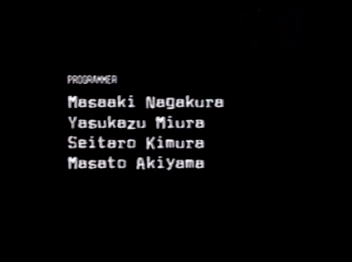 PROGRAMMER
Masaaki Nagakura
Yasukazu Miura
Seitaro Kimura
Masato Akiyama